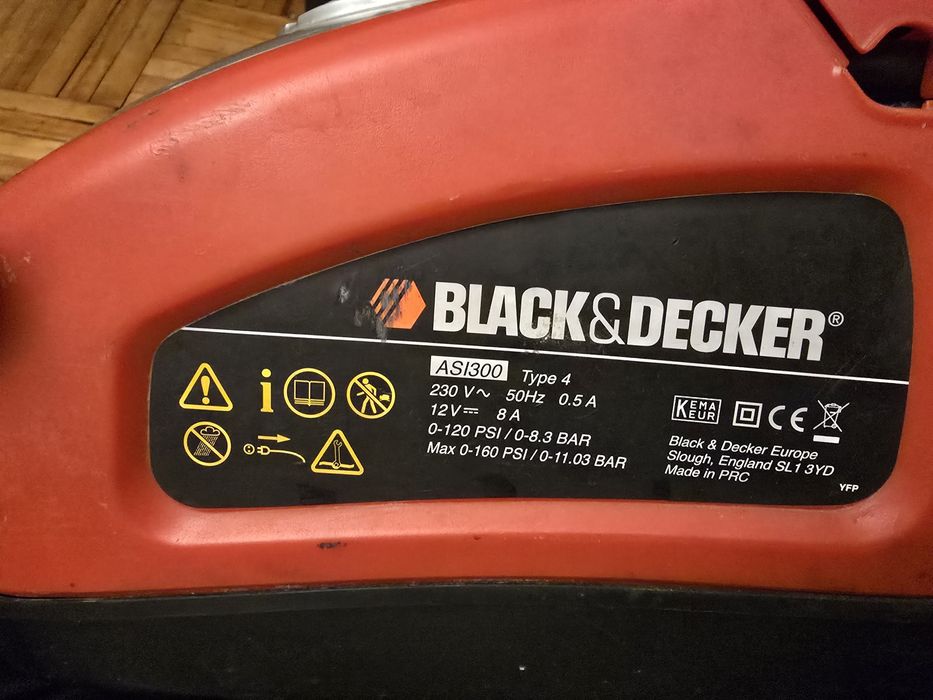 BLACK&DECKER®
ASI300 Type 4
230 V~ 50Hz 0.5 A
12V⎓ 8 A
0-120 PSI / 0-8.3 BAR
Max 0-160 PSI / 0-11.03 BAR
KEMA
EUR
CE
Black & Decker Europe
Slough, England SL1 3YD
Made in PRC
YFP